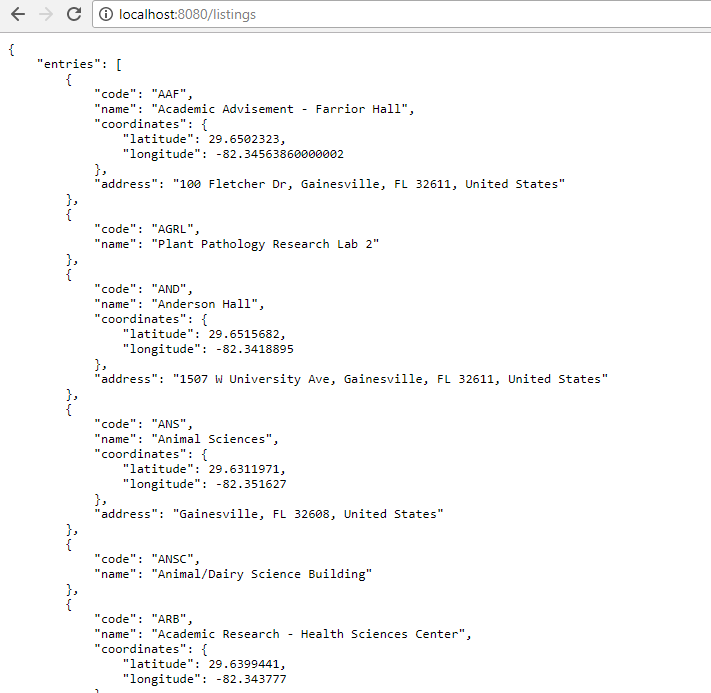 localhost:8080/listings
{
    "entries": [
        {
            "code": "AAF",
            "name": "Academic Advisement - Farrior Hall",
            "coordinates": {
                "latitude": 29.6502323,
                "longitude": -82.34563860000002
            },
            "address": "100 Fletcher Dr, Gainesville, FL 32611, United States"
        },
        {
            "code": "AGRL",
            "name": "Plant Pathology Research Lab 2"
        },
        {
            "code": "AND",
            "name": "Anderson Hall",
            "coordinates": {
                "latitude": 29.6515682,
                "longitude": -82.3418895
            },
            "address": "1507 W University Ave, Gainesville, FL 32611, United States"
        },
        {
            "code": "ANS",
            "name": "Animal Sciences",
            "coordinates": {
                "latitude": 29.6311971,
                "longitude": -82.351627
            },
            "address": "Gainesville, FL 32608, United States"
        },
        {
            "code": "ANSC",
            "name": "Animal/Dairy Science Building"
        },
        {
            "code": "ARB",
            "name": "Academic Research - Health Sciences Center",
            "coordinates": {
                "latitude": 29.6399441,
                "longitude": -82.343777